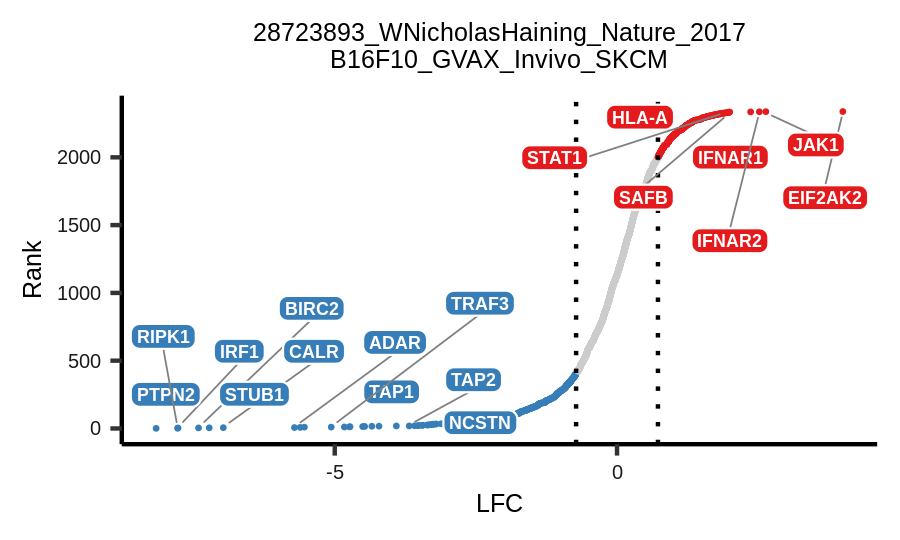 28723893_WNicholasHaining_Nature_2017
B16F10_GVAX_Invivo_SKCM
Rank
2000
1500
1000
500
0
HLA-A
STAT1
IFNAR1
JAK1
SAFB
EIF2AK2
IFNAR2
TRAF3
BIRC2
RIPK1
ADAR
IRF1
CALR
TAP2
PTPN2
STUB1
TAP1
NCSTN
-5
0
LFC